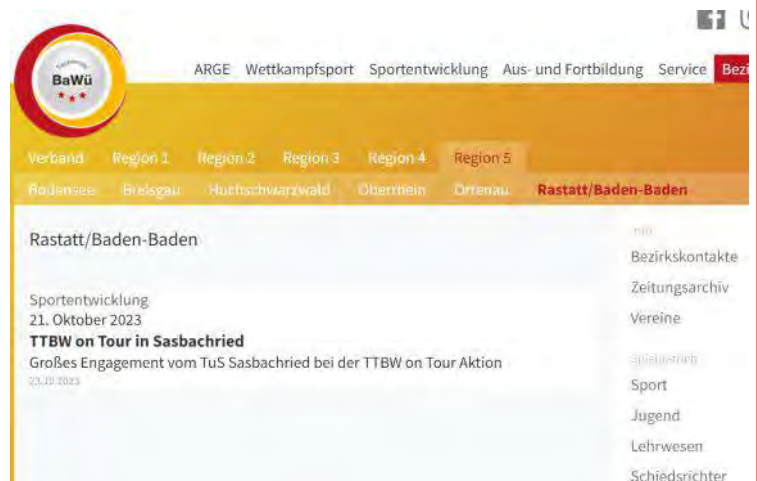 BaWü
ARGE Wettkampfsport Sportentwicklung Aus- und Fortbildung Service Bezi
Verband Region 1 Region 2 Region 3 Region 4 Region 5
Bodensee Breisgau Hochschwarzwald Oberrhein Ortenau Rastatt/Baden-Baden
Rastatt/Baden-Baden
Sportentwicklung
21. Oktober 2023
TTBW on Tour in Sasbachried
Großes Engagement vom TuS Sasbachried bei der TTBW on Tour Aktion
23.10.2023
Info
Bezirkskontakte
Zeitungsarchiv
Vereine
Spielbetrieb
Sport
Jugend
Lehrwesen
Schiedsrichter